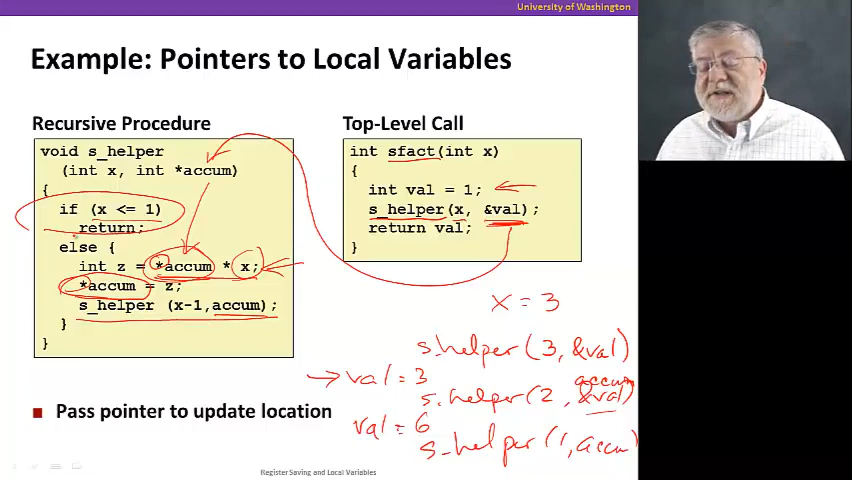 University of Washington
Example: Pointers to Local Variables
Recursive Procedure
void s_helper
(int x, int *accum)
{
if (x <= 1)
return;
else {
int z = *accum * x;
*accum = z;
s_helper (x-1,accum);
}
}
Top-Level Call
int sfact(int x)
{
int val = 1;
s_helper(x, &val);
return val;
}
x = 3
s_helper(3, &val)
val = 3
accum
s_helper(2, &val)
val = 6
s_helper(1, accum)
■ Pass pointer to update location
Register Saving and Local Variables